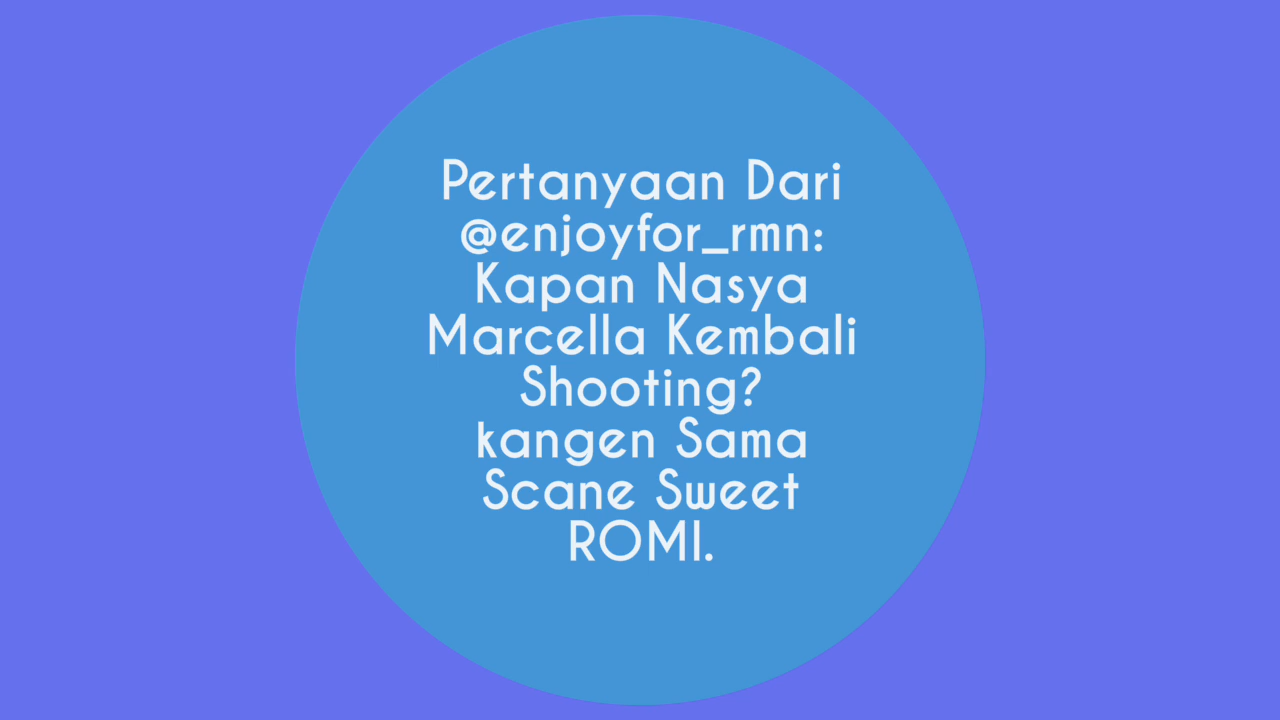 Pertanyaan Dari
@enjoyfor_rmn:
Kapan Nasya
Marcella Kembali
Shooting?
kangen Sama
Scane Sweet
ROMI.